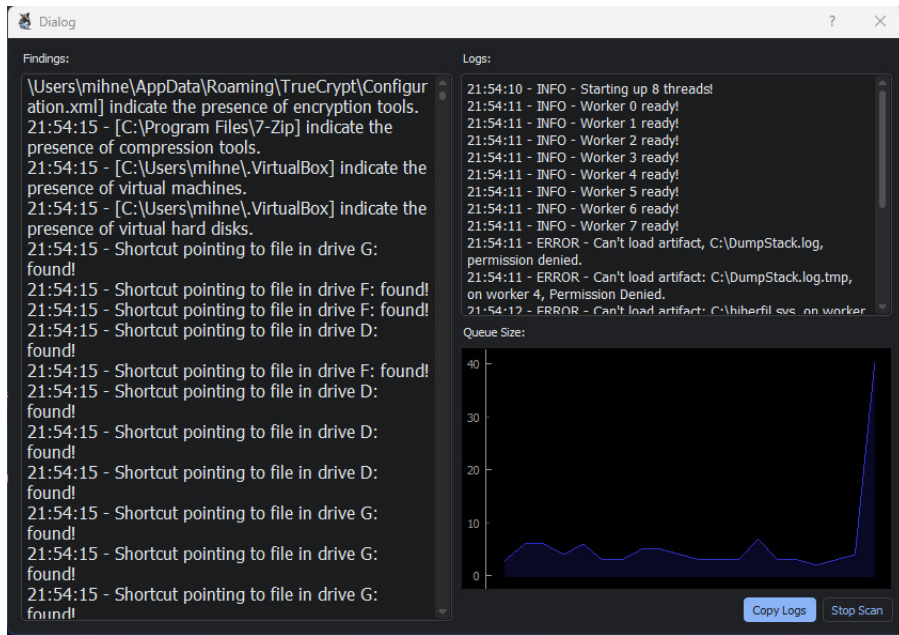 Dialog
Findings:
\Users\mihne\AppData\Roaming\TrueCrypt\Configur
ation.xml] indicate the presence of encryption tools.
21:54:15 - [C:\Program Files\7-Zip] indicate the
presence of compression tools.
21:54:15 - [C:\Users\mihne\.VirtualBox] indicate the
presence of virtual machines.
21:54:15 - [C:\Users\mihne\.VirtualBox] indicate the
presence of virtual hard disks.
21:54:15 - Shortcut pointing to file in drive G:
found!
21:54:15 - Shortcut pointing to file in drive F: found!
21:54:15 - Shortcut pointing to file in drive F: found!
21:54:15 - Shortcut pointing to file in drive D:
found!
21:54:15 - Shortcut pointing to file in drive F: found!
21:54:15 - Shortcut pointing to file in drive D:
found!
21:54:15 - Shortcut pointing to file in drive D:
found!
21:54:15 - Shortcut pointing to file in drive D:
found!
21:54:15 - Shortcut pointing to file in drive G:
found!
21:54:15 - Shortcut pointing to file in drive G:
found!
21:54:15 - Shortcut pointing to file in drive G:
found!
Logs:
21:54:10 - INFO - Starting up 8 threads!
21:54:11 - INFO - Worker 0 ready!
21:54:11 - INFO - Worker 1 ready!
21:54:11 - INFO - Worker 2 ready!
21:54:11 - INFO - Worker 3 ready!
21:54:11 - INFO - Worker 4 ready!
21:54:11 - INFO - Worker 5 ready!
21:54:11 - INFO - Worker 6 ready!
21:54:11 - INFO - Worker 7 ready!
21:54:11 - ERROR - Can't load artifact, C:\DumpStack.log,
permission denied.
21:54:11 - ERROR - Can't load artifact: C:\DumpStack.log.tmp,
on worker 4, Permission Denied.
21:54:12 - ERROR - Can't load artifact: C:\hiberfil.sys, on worker
Queue Size:
40
30
20
10
0
Copy Logs
Stop Scan